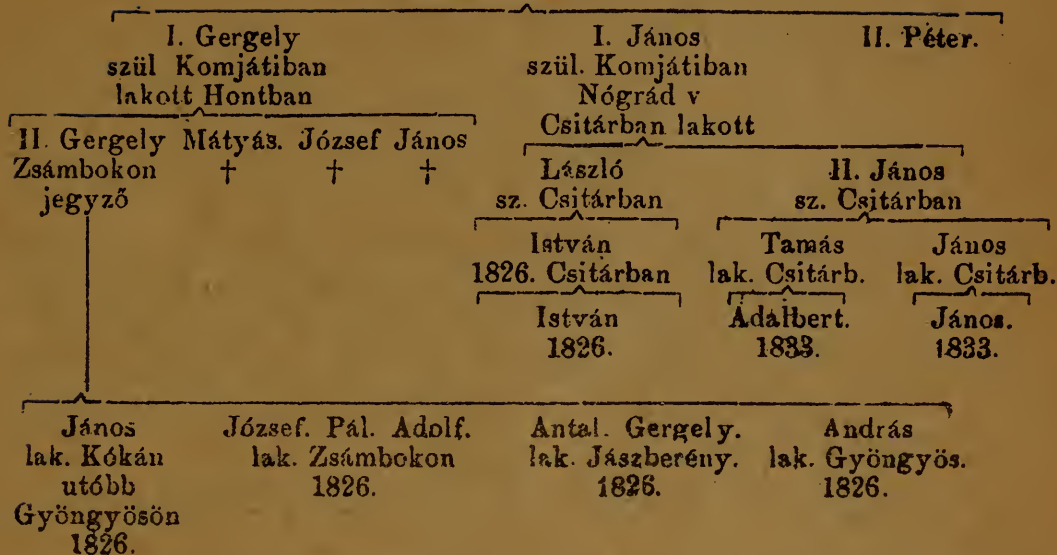 I. Gergely I. János II. Péter.
szül Komjátiban szül. Komjátiban
lakott Hontban Nógrád v
Csitárban lakott
II. Gergely Mátyás. József János
Zsámbokon † † †
jegyző
László II. János
sz. Csitárban sz. Csitárban
István Tamás János
1826. Csitárban lak. Csitárb. lak. Csitárb.
István Adalbert. János.
1826. 1833. 1833.
János József. Pál. Adolf. Antal. Gergely. András
lak. Kókán lak. Zsámbokon lak. Jászberény. lak. Gyöngyös.
utóbb 1826. 1826. 1826.
Gyöngyösön
1826.